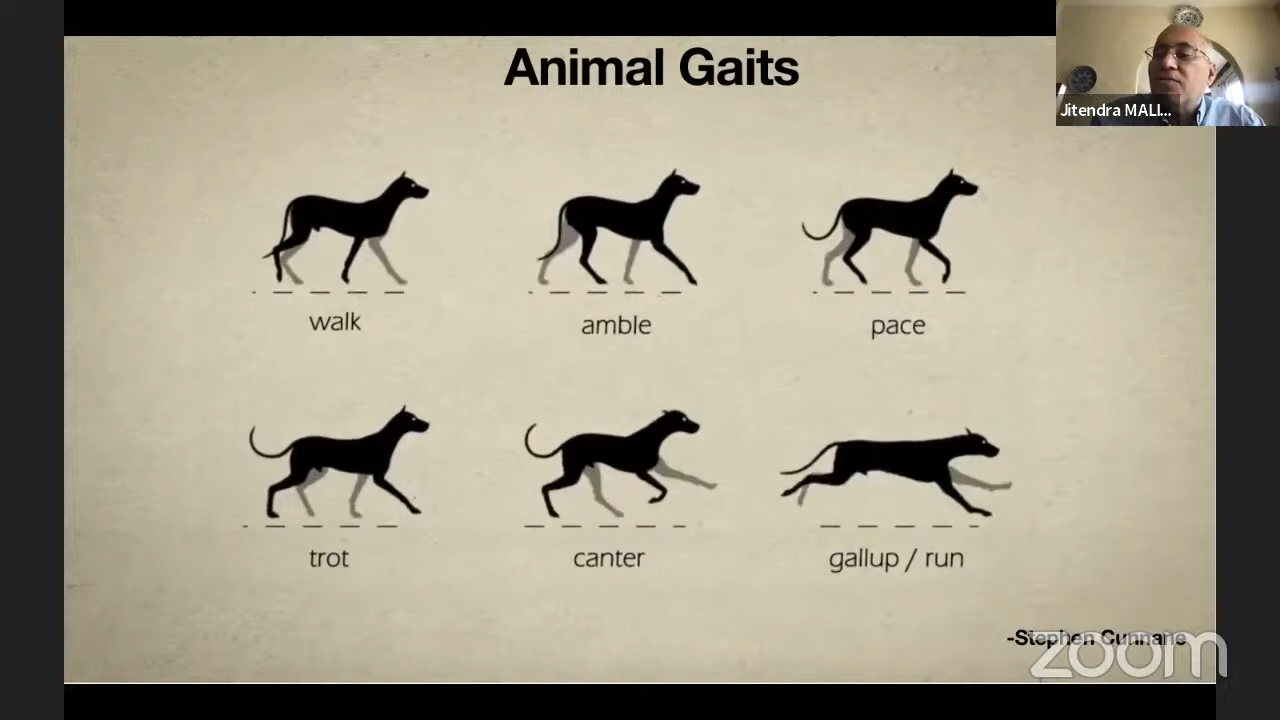 Animal Gaits
Jitendra MALI...
walk
amble
pace
trot
canter
gallup / run
-Stephen Cunnane
zoom